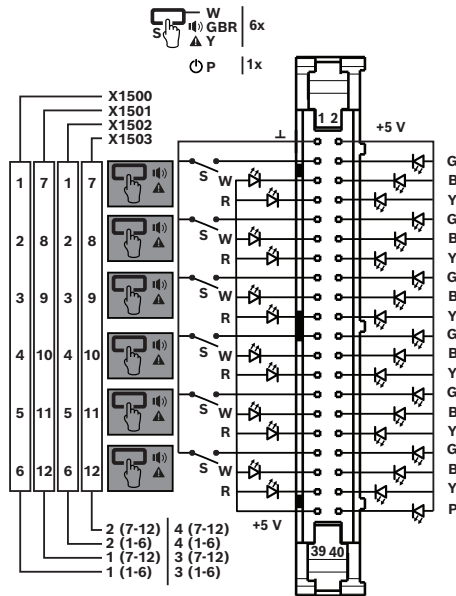 W
S GBR 6x
Y
P 1x
X1500
X1501
X1502
X1503
1 2
+5 V
⊥
1 7 1 7
S W G
B
R Y
2 8 2 8
S W G
B
R Y
3 9 3 9
S W G
B
R Y
4 10 4 10
S W G
B
R Y
5 11 5 11
S W G
B
R Y
6 12 6 12
S W G
B
R Y
P
+5 V
39 40
2 (7-12) 4 (7-12)
2 (1-6) 4 (1-6)
1 (7-12) 3 (7-12)
1 (1-6) 3 (1-6)